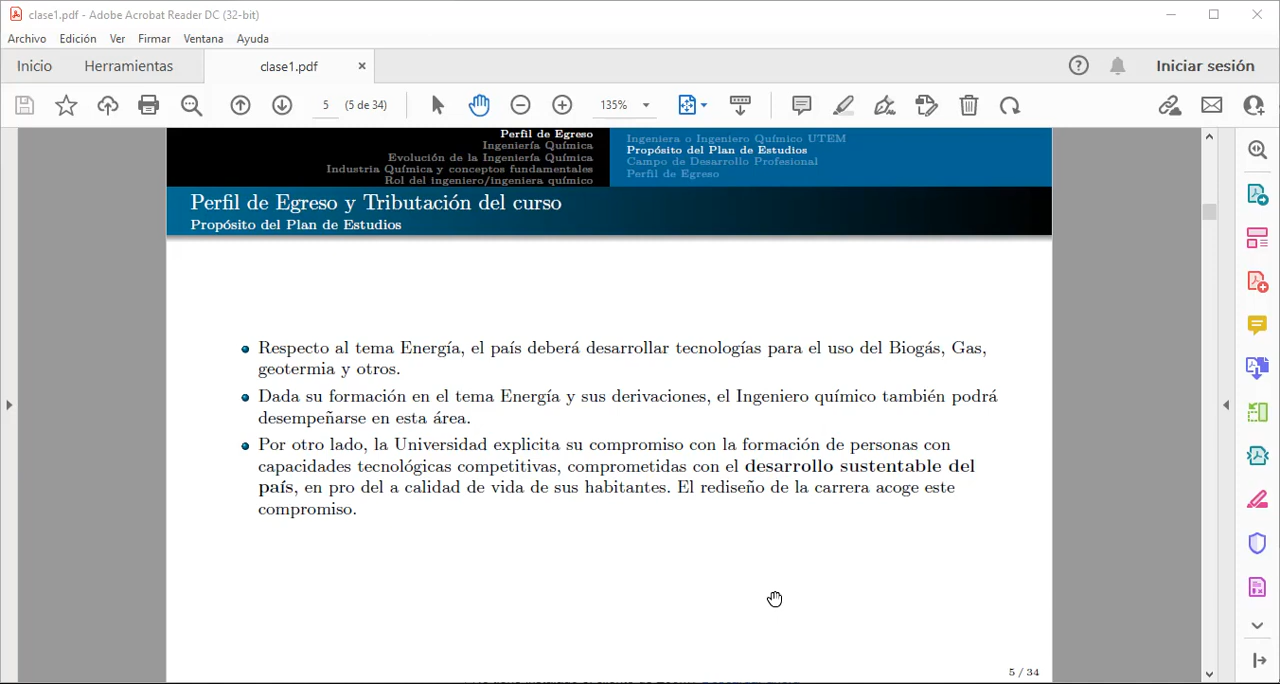 clase1.pdf - Adobe Acrobat Reader DC (32-bit)
Archivo Edición Ver Firmar Ventana Ayuda
Inicio Herramientas clase1.pdf Iniciar sesión
5 (5 de 34) 135%
Perfil de Egreso
Ingeniería Química
Evolución de la Ingeniería Química
Industria Química y conceptos fundamentales
Rol del ingeniero/ingeniera químico
Ingeniera o Ingeniero Químico UTEM
Propósito del Plan de Estudios
Campo de Desarrollo Profesional
Perfil de Egreso
Perfil de Egreso y Tributación del curso
Propósito del Plan de Estudios
Respecto al tema Energía, el país deberá desarrollar tecnologías para el uso del Biogás, Gas,
geotermia y otros.
Dada su formación en el tema Energía y sus derivaciones, el Ingeniero químico también podrá
desempeñarse en esta área.
Por otro lado, la Universidad explicita su compromiso con la formación de personas con
capacidades tecnológicas competitivas, comprometidas con el desarrollo sustentable del
país, en pro del a calidad de vida de sus habitantes. El rediseño de la carrera acoge este
compromiso.
5 / 34